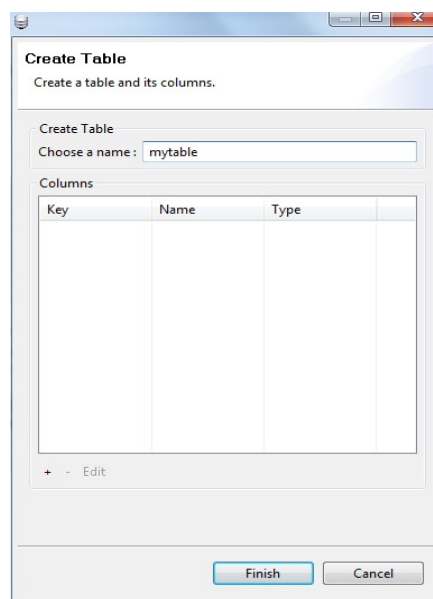 Create Table
Create a table and its columns.
Create Table
Choose a name : mytable
Columns
Key Name Type
+ - Edit
Finish Cancel